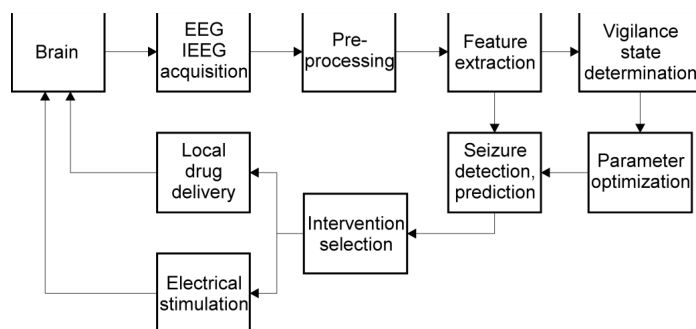 Brain
EEG
IEEG
acquisition
Pre-
processing
Feature
extraction
Vigilance
state
determination
Local
drug
delivery
Seizure
detection,
prediction
Parameter
optimization
Intervention
selection
Electrical
stimulation